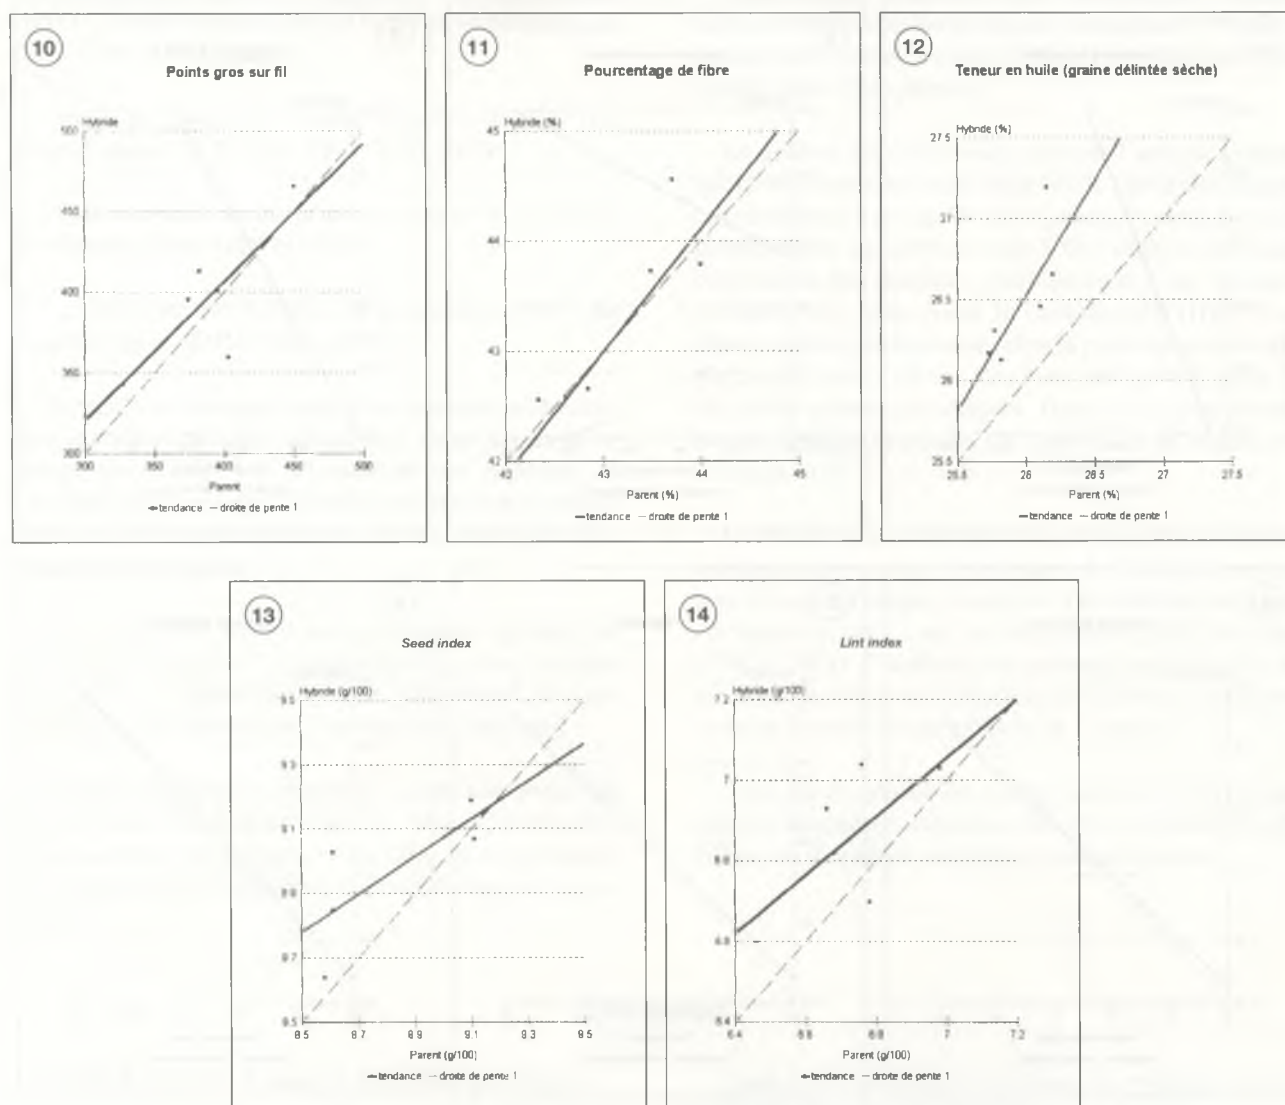 10
Points gros sur fil
Hybride
500
450
400
350
300
300 350 400 450 500
Parent
tendance — droite de pente 1
11
Pourcentage de fibre
Hybride (%)
45
44
43
42
42 43 44 45
Parent (%)
tendance — droite de pente 1
12
Teneur en huile (graine délintée sèche)
Hybride (%)
27.5
27
26.5
26
25.5
25.5 26 26.5 27 27.5
Parent (%)
tendance — droite de pente 1
13
Seed index
Hybride (g/100)
9.5
9.3
9.1
8.9
8.7
8.5
8.5 8.7 8.9 9.1 9.3 9.5
Parent (g/100)
tendance — droite de pente 1
14
Lint index
Hybride (g/100)
7.2
7
6.8
6.6
6.4
6.4 6.6 6.8 7 7.2
Parent (g/100)
tendance — droite de pente 1